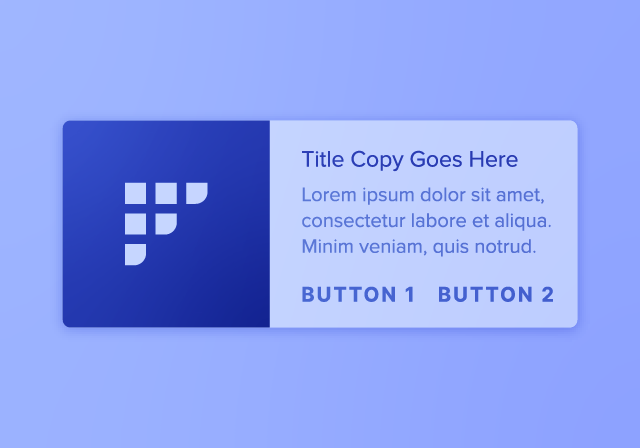 Title Copy Goes Here
Lorem ipsum dolor sit amet,
consectetur labore et aliqua.
Minim veniam, quis notrud.
BUTTON 1 BUTTON 2